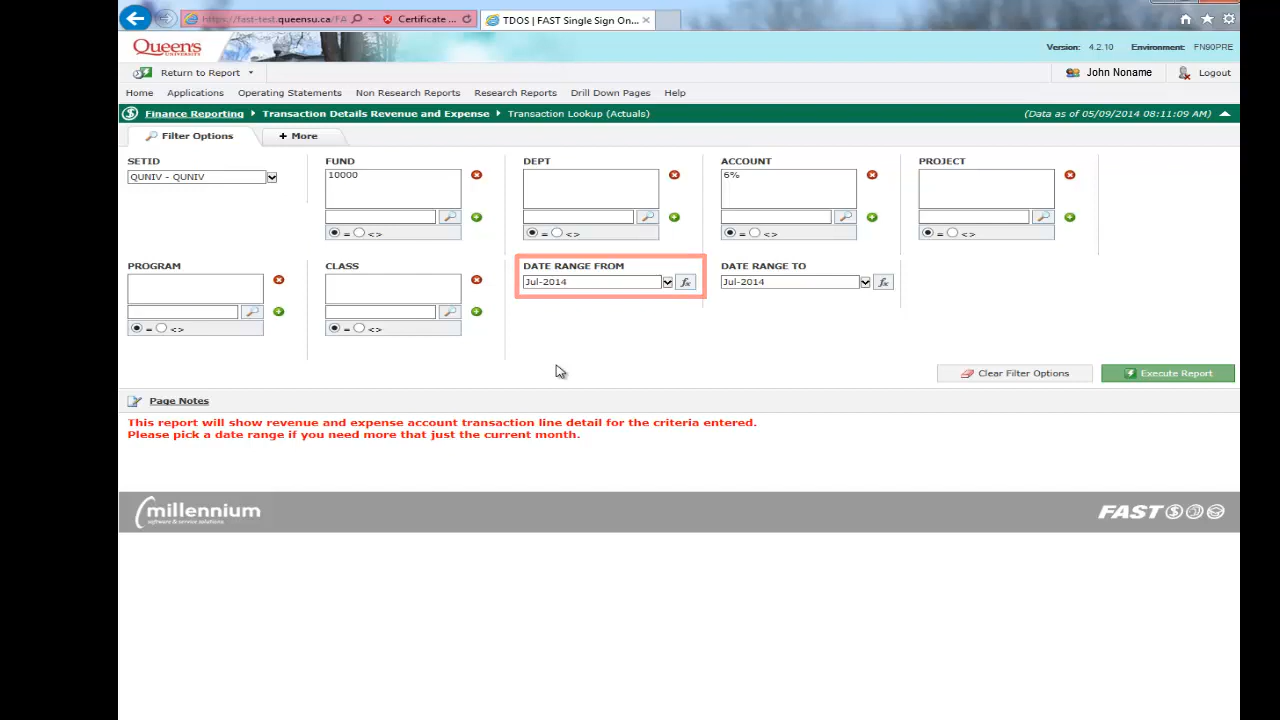 https://fast-test.queensu.ca/FA
Certificate ...
TDOS | FAST Single Sign On...
Queen's
UNIVERSITY
Version: 4.2.10 Environment: FN90PRE
Return to Report
John Noname
Logout
Home Applications Operating Statements Non Research Reports Research Reports Drill Down Pages Help
Finance Reporting Transaction Details Revenue and Expense Transaction Lookup (Actuals) (Data as of 05/09/2014 08:11:09 AM)
Filter Options + More
SETID FUND DEPT ACCOUNT PROJECT
QUNIV - QUNIV 10000 6%
= <> = <> = <> = <>
PROGRAM CLASS DATE RANGE FROM DATE RANGE TO
Jul-2014 fx Jul-2014 fx
= <> = <>
Clear Filter Options Execute Report
Page Notes
This report will show revenue and expense account transaction line detail for the criteria entered.
Please pick a date range if you need more that just the current month.
millennium
software & service solutions
FAST